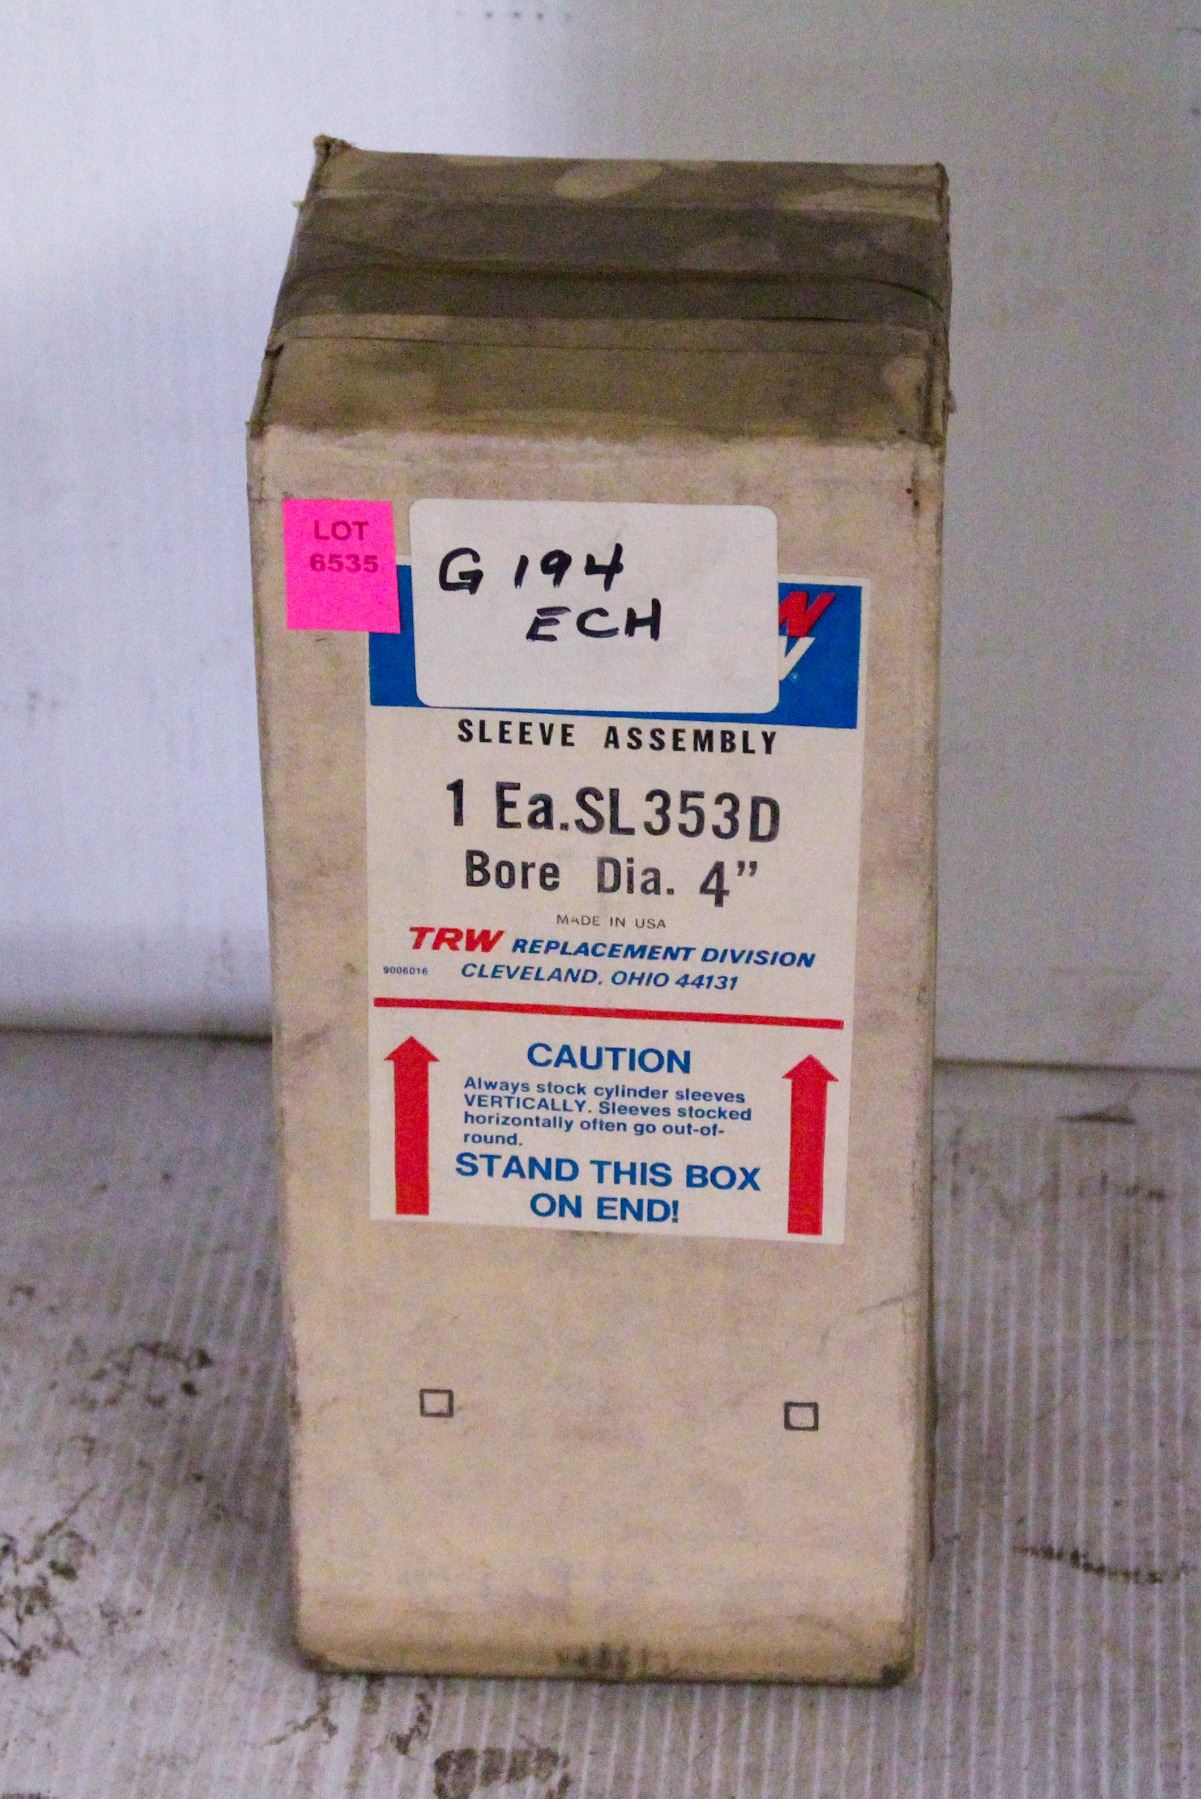 LOT
6535
G 194
ECH
SLEEVE ASSEMBLY
1 Ea. SL353D
Bore Dia. 4”
MADE IN USA
TRW REPLACEMENT DIVISION
9006016 CLEVELAND, OHIO 44131
CAUTION
Always stock cylinder sleeves
VERTICALLY. Sleeves stocked
horizontally often go out-of-
round.
STAND THIS BOX
ON END!